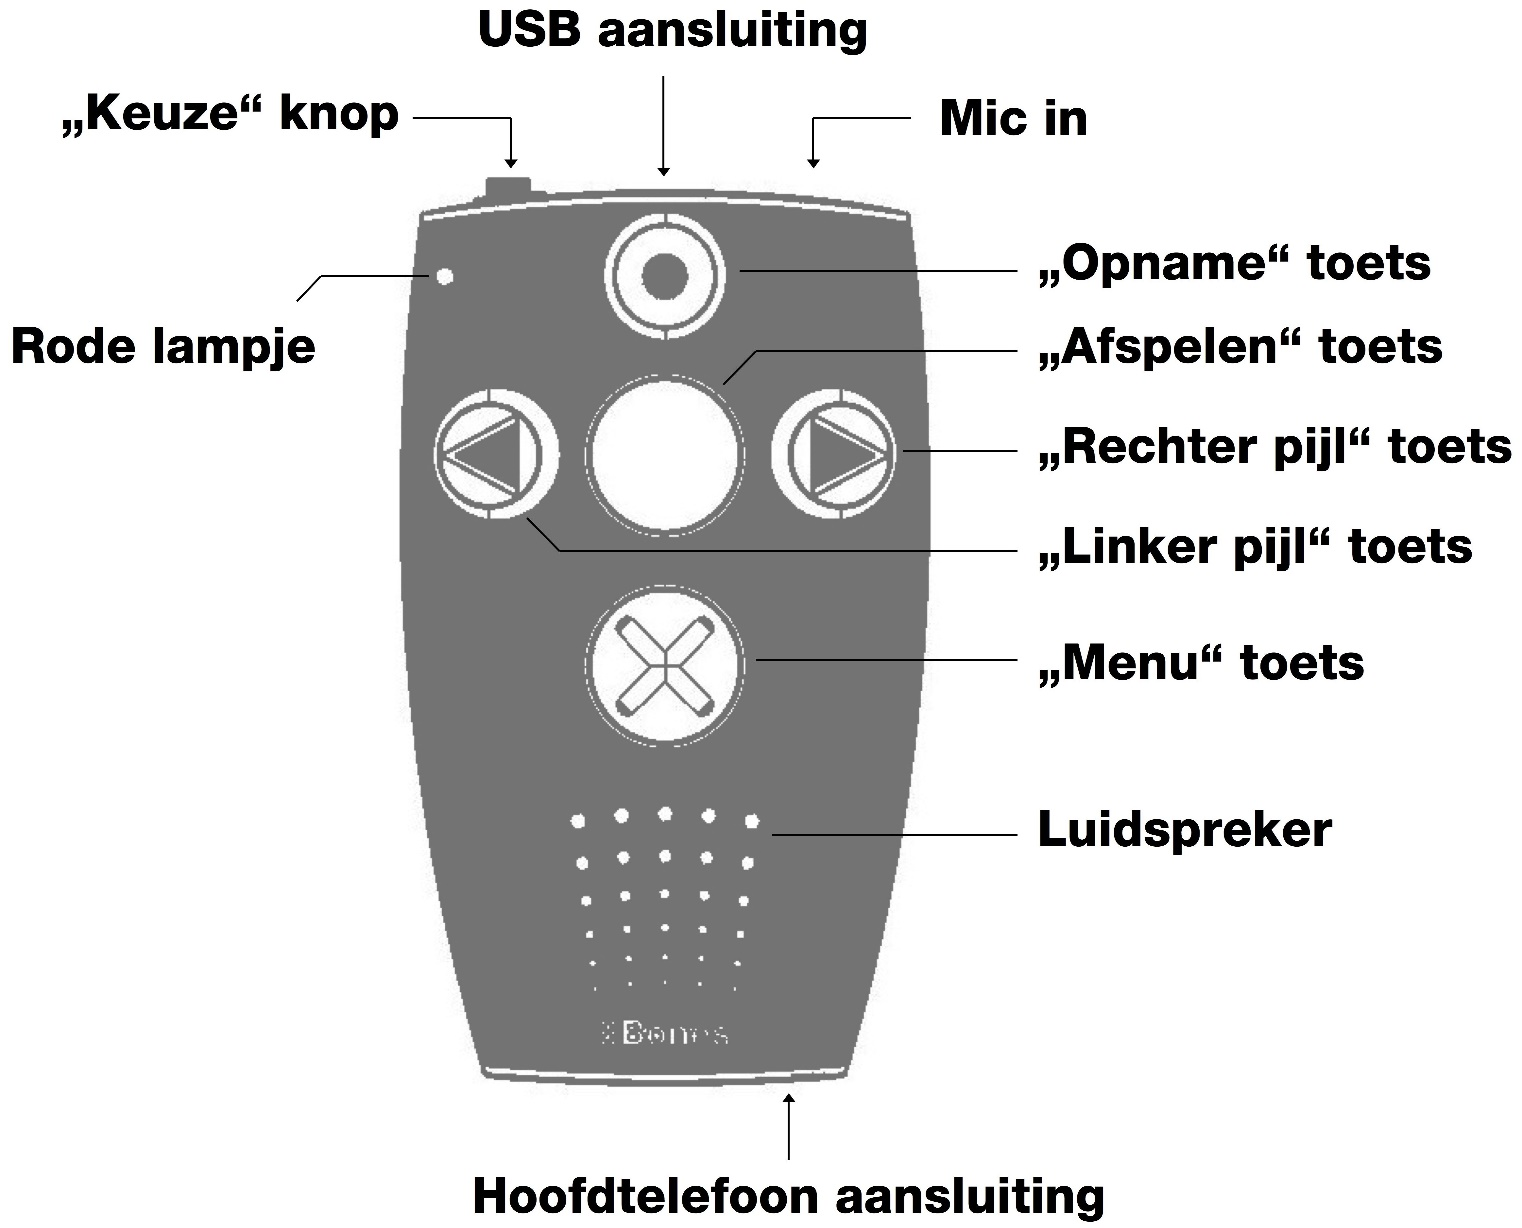 USB aansluiting
„Keuze“ knop
Mic in
„Opname“ toets
Rode lampje
„Afspelen“ toets
„Rechter pijl“ toets
„Linker pijl“ toets
„Menu“ toets
Luidspreker
Bones
Hoofdtelefoon aansluiting